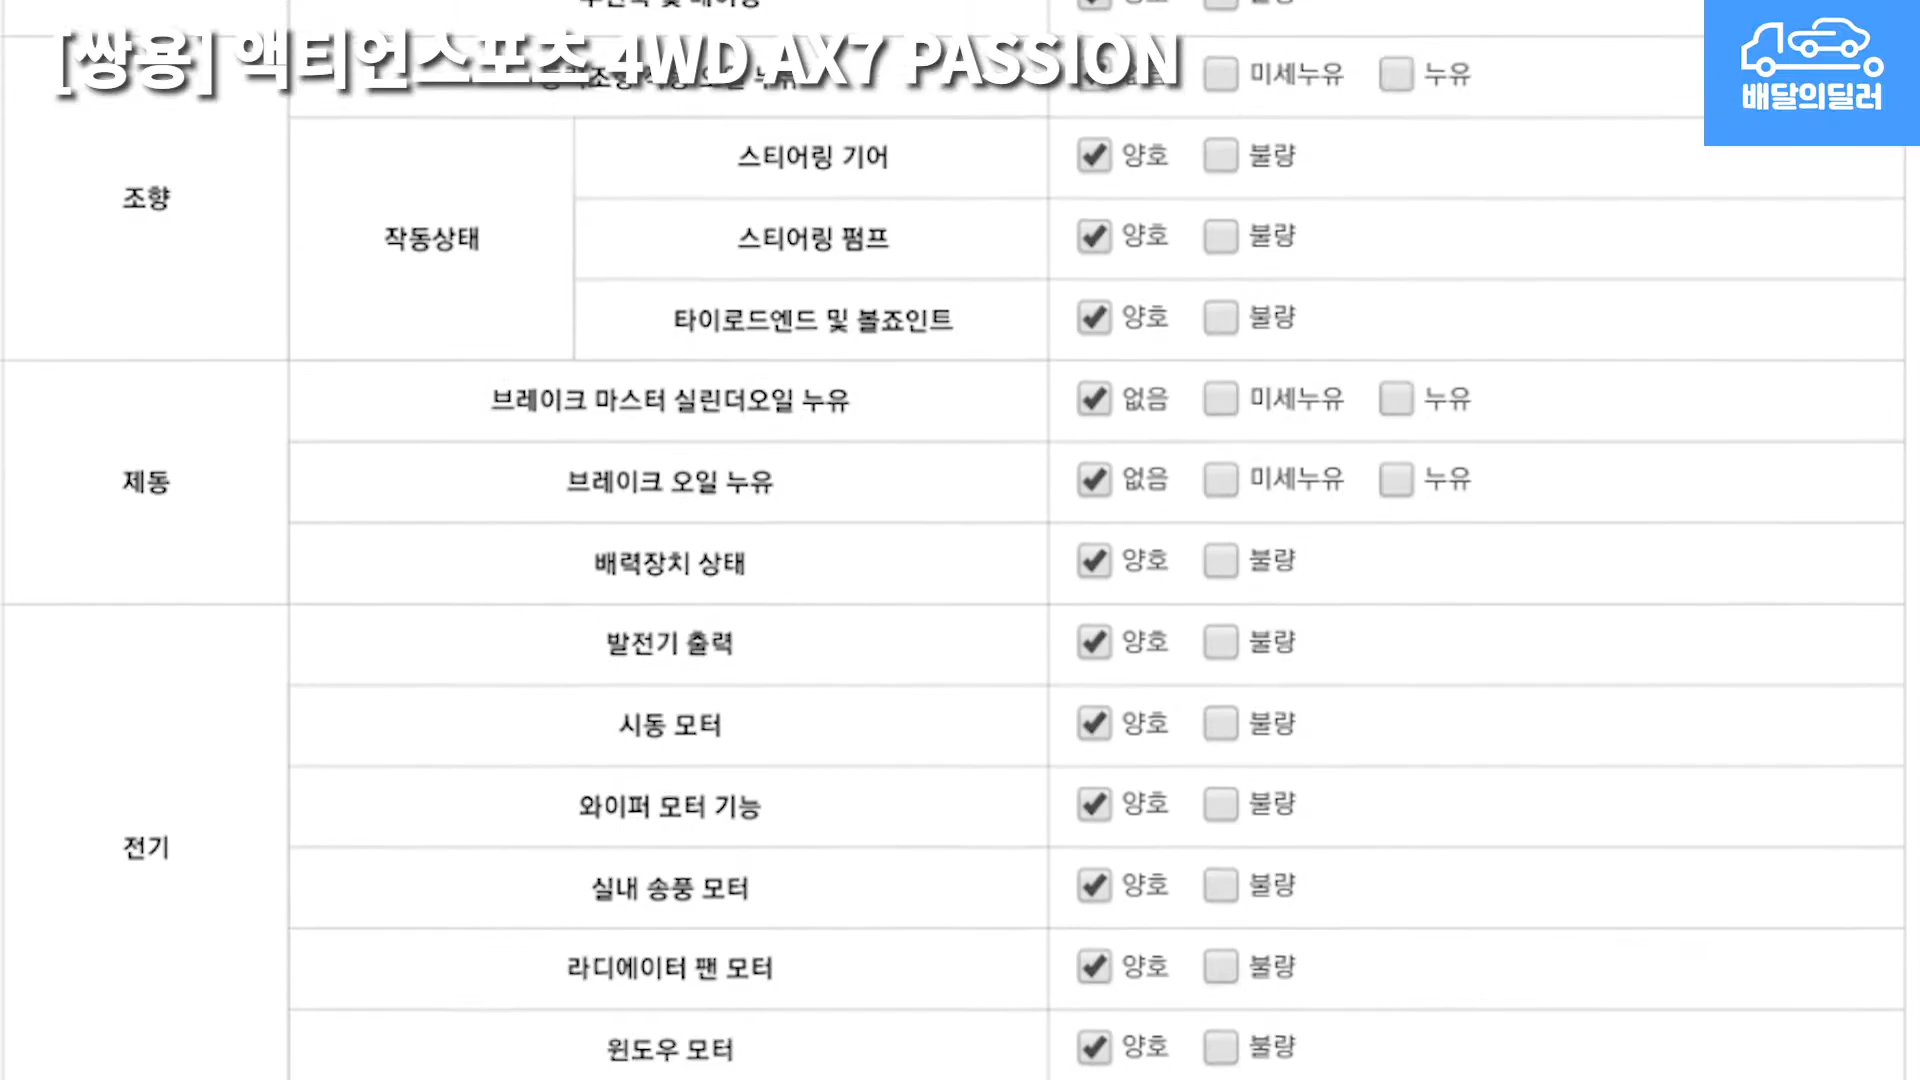 [쌍용] 액티언스포츠 4WD AX7 PASSION
배달의딜러
미세누유 누유
조향
작동상태
스티어링 기어 양호 불량
스티어링 펌프 양호 불량
타이로드엔드 및 볼죠인트 양호 불량
제동
브레이크 마스터 실린더오일 누유 없음 미세누유 누유
브레이크 오일 누유 없음 미세누유 누유
배력장치 상태 양호 불량
전기
발전기 출력 양호 불량
시동 모터 양호 불량
와이퍼 모터 기능 양호 불량
실내 송풍 모터 양호 불량
라디에이터 팬 모터 양호 불량
윈도우 모터 양호 불량